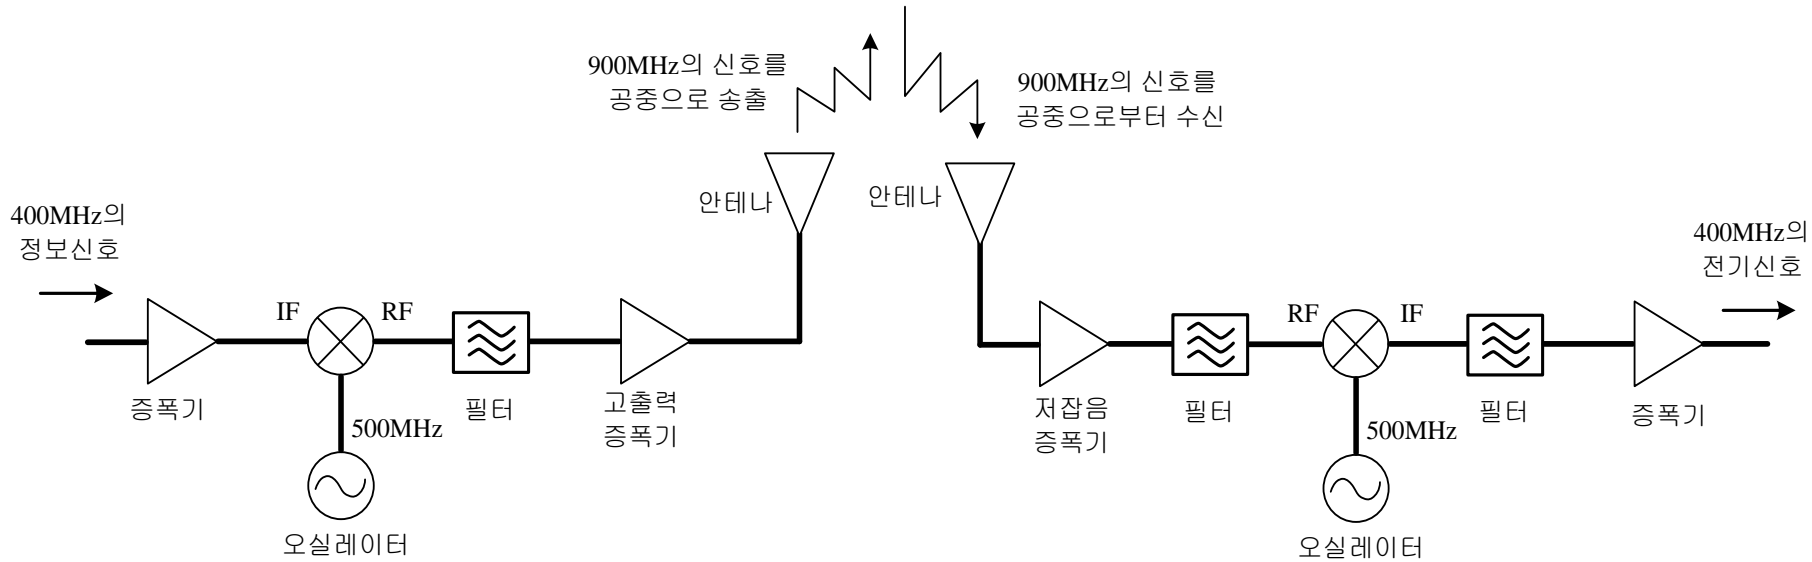 900MHz의 신호를
공중으로 송출
900MHz의 신호를
공중으로부터 수신
안테나
안테나
400MHz의
정보신호
400MHz의
전기신호
IF
RF
RF
IF
증폭기
500MHz
필터
고출력
증폭기
저잡음
증폭기
필터
500MHz
필터
증폭기
오실레이터
오실레이터